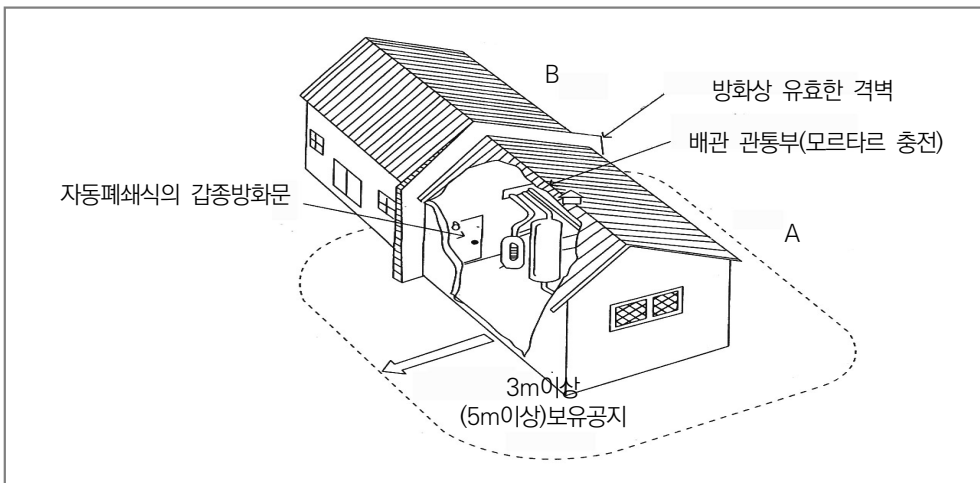 B
방화상 유효한 격벽
배관 관통부(모르타르 충전)
자동폐쇄식의 갑종방화문
A
3m이상
(5m이상)보유공지